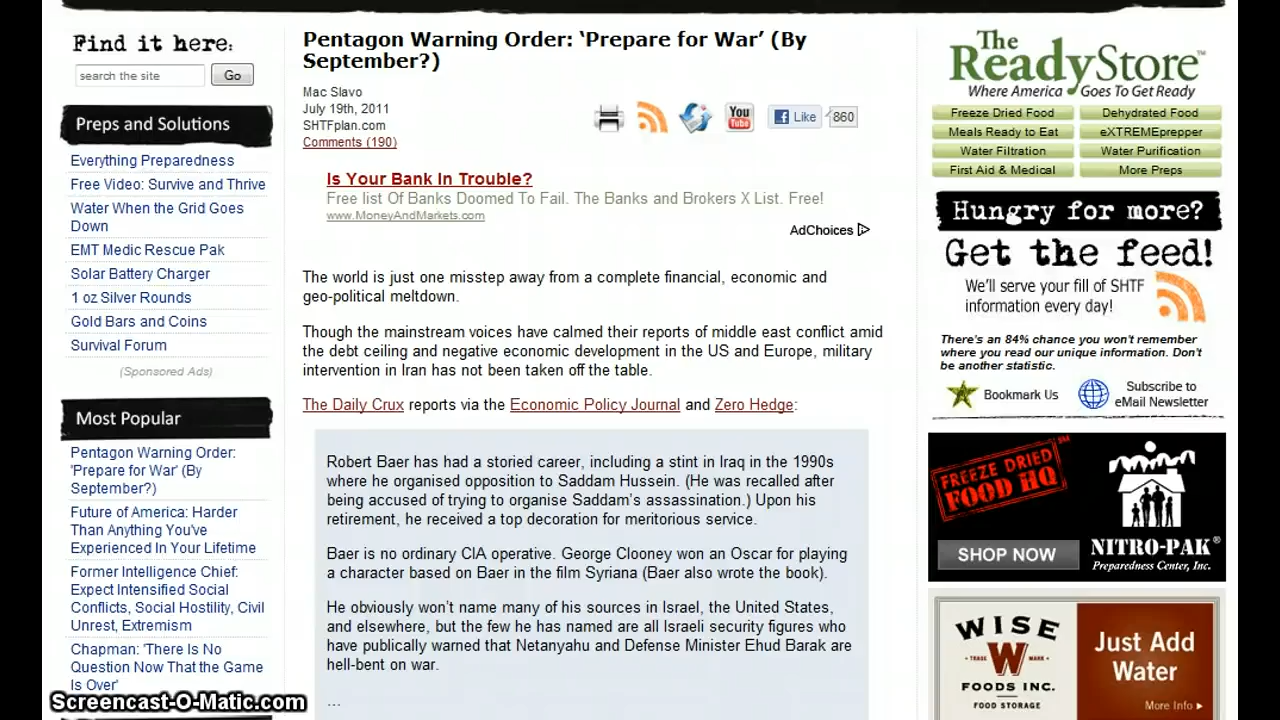 Find it here:
search the site
Go
Preps and Solutions
Everything Preparedness
Free Video: Survive and Thrive
Water When the Grid Goes
Down
EMT Medic Rescue Pak
Solar Battery Charger
1 oz Silver Rounds
Gold Bars and Coins
Survival Forum
(Sponsored Ads)
Most Popular
Pentagon Warning Order:
'Prepare for War' (By
September?)
Future of America: Harder
Than Anything You've
Experienced In Your Lifetime
Former Intelligence Chief:
Expect Intensified Social
Conflicts, Social Hostility, Civil
Unrest, Extremism
Chapman: 'There Is No
Question Now That the Game
Is Over'
Screencast-O-Matic.com
Pentagon Warning Order: ‘Prepare for War’ (By
September?)
Mac Slavo
July 19th, 2011
SHTFplan.com
Comments (190)
You
Tube
Like
860
Is Your Bank In Trouble?
Free list Of Banks Doomed To Fail. The Banks and Brokers X List. Free!
www.MoneyAndMarkets.com
AdChoices
The world is just one misstep away from a complete financial, economic and
geo-political meltdown.
Though the mainstream voices have calmed their reports of middle east conflict amid
the debt ceiling and negative economic development in the US and Europe, military
intervention in Iran has not been taken off the table.
The Daily Crux reports via the Economic Policy Journal and Zero Hedge:
Robert Baer has had a storied career, including a stint in Iraq in the 1990s
where he organised opposition to Saddam Hussein. (He was recalled after
being accused of trying to organise Saddam’s assassination.) Upon his
retirement, he received a top decoration for meritorious service.
Baer is no ordinary CIA operative. George Clooney won an Oscar for playing
a character based on Baer in the film Syriana (Baer also wrote the book).
He obviously won’t name many of his sources in Israel, the United States,
and elsewhere, but the few he has named are all Israeli security figures who
have publically warned that Netanyahu and Defense Minister Ehud Barak are
hell-bent on war.
…
The
ReadyStore™
Where America Goes To Get Ready
Freeze Dried Food
Dehydrated Food
Meals Ready to Eat
eXTREMEprepper
Water Filtration
Water Purification
First Aid & Medical
More Preps
Hungry for more?
Get the feed!
We'll serve your fill of SHTF
information every day!
There's an 84% chance you won't remember
where you read our unique information. Don't
be another statistic.
Bookmark Us
Subscribe to
eMail Newsletter
FREEZE DRIED
FOOD HQ
SM
SHOP NOW
NITRO-PAK®
Preparedness Center, Inc.
WISE
TRADE W MARK
FOODS INC.
FOOD STORAGE
Just Add
Water
More Info